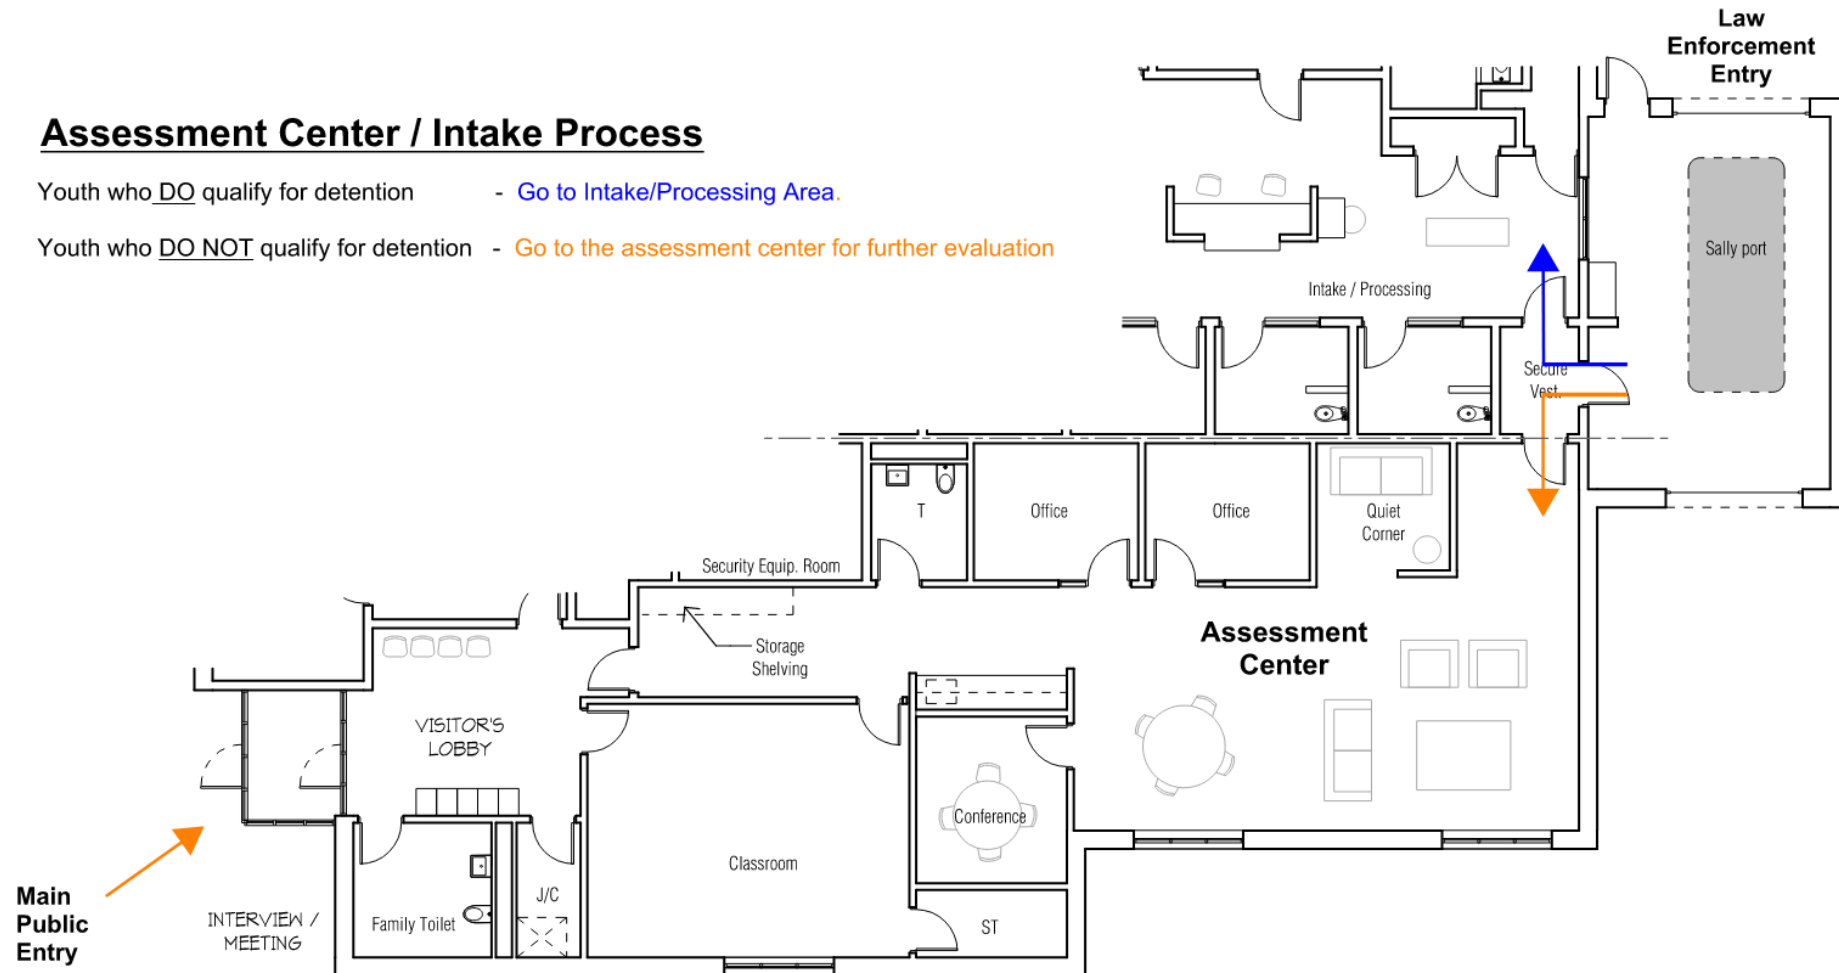 Law
Enforcement
Entry
Assessment Center / Intake Process
Youth who DO qualify for detention - Go to Intake/Processing Area.
Youth who DO NOT qualify for detention - Go to the assessment center for further evaluation
Sally port
Intake / Processing
Secure
Vest.
T
Office
Office
Quiet
Corner
Security Equip. Room
Storage
Shelving
Assessment
Center
VISITOR'S
LOBBY
Conference
Classroom
J/C
Family Toilet
ST
INTERVIEW /
MEETING
Main
Public
Entry